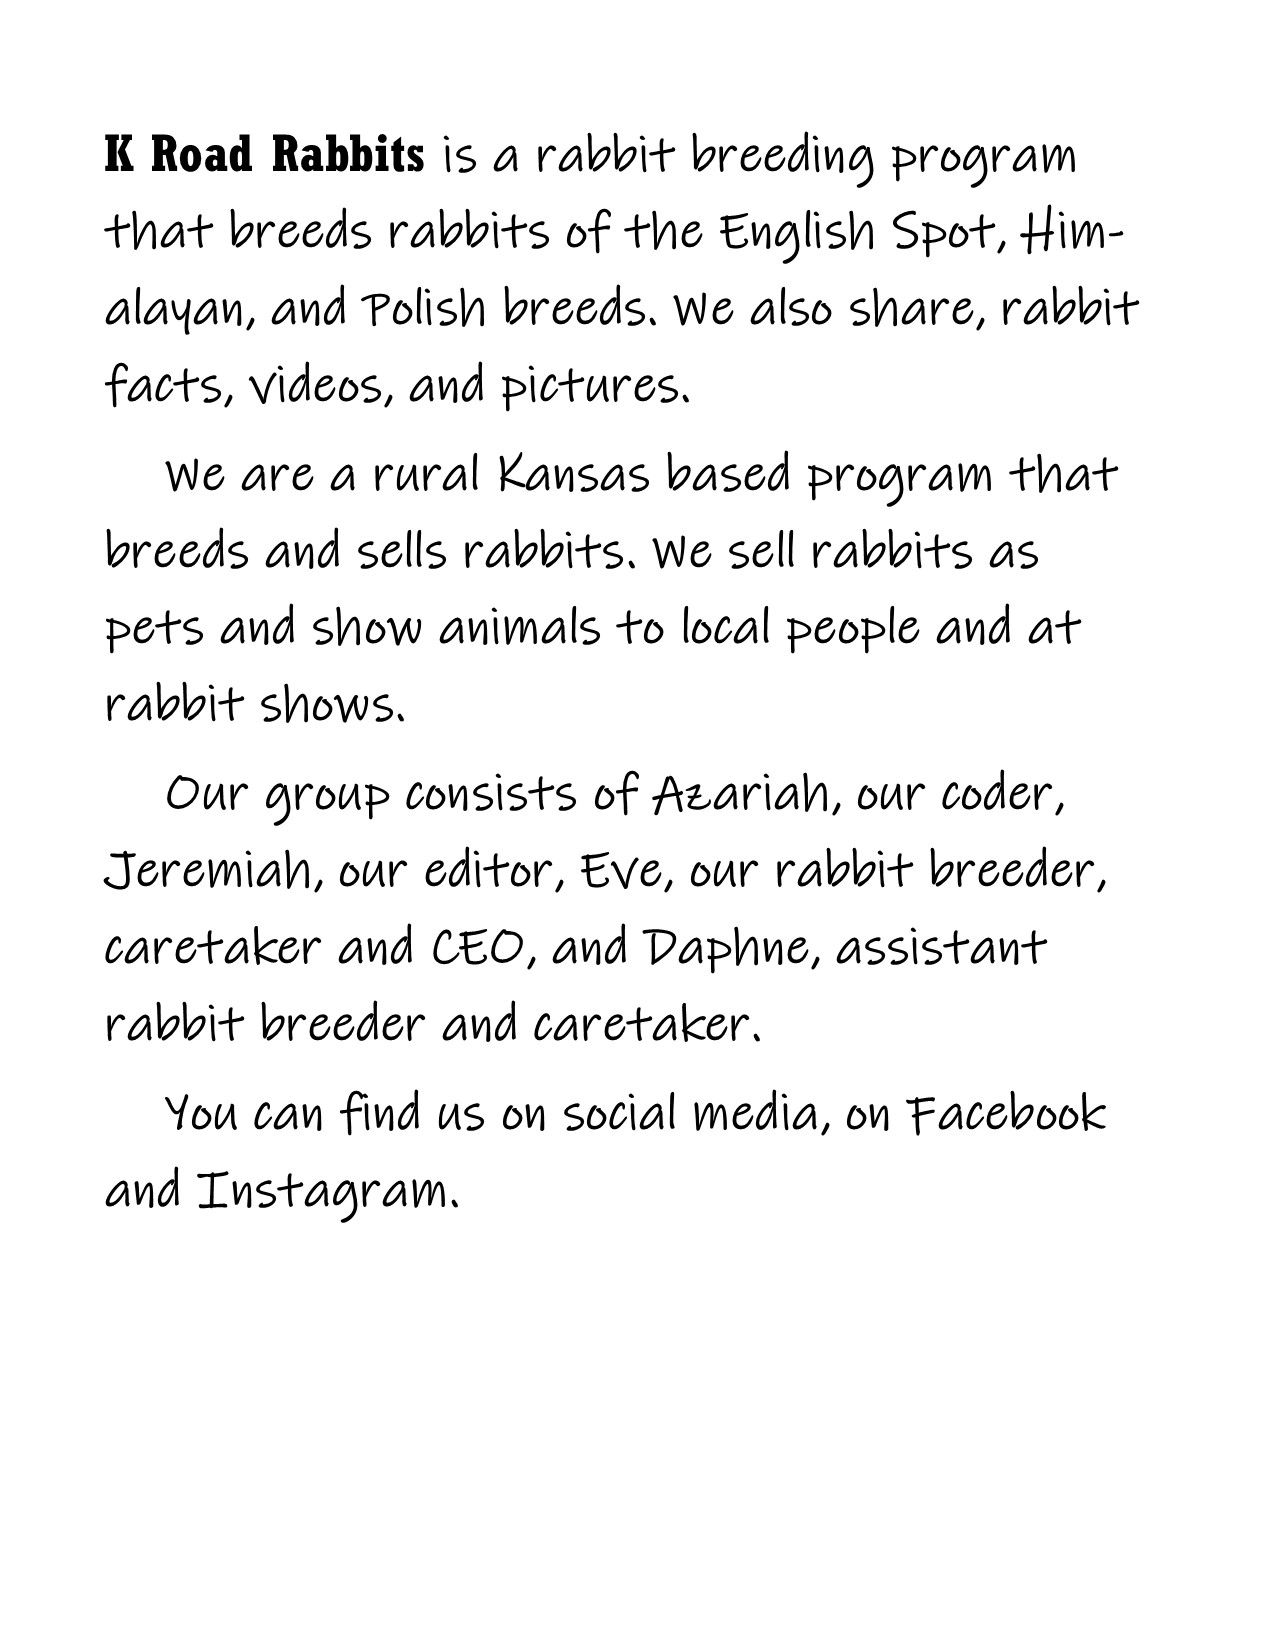 K Road Rabbits is a rabbit breeding program
that breeds rabbits of the English Spot, Him-
alayan, and Polish breeds. We also share, rabbit
facts, videos, and pictures.
We are a rural Kansas based program that
breeds and sells rabbits. We sell rabbits as
pets and show animals to local people and at
rabbit shows.
Our group consists of Azariah, our coder,
Jeremiah, our editor, Eve, our rabbit breeder,
caretaker and CEO, and Daphne, assistant
rabbit breeder and caretaker.
You can find us on social media, on Facebook
and Instagram.